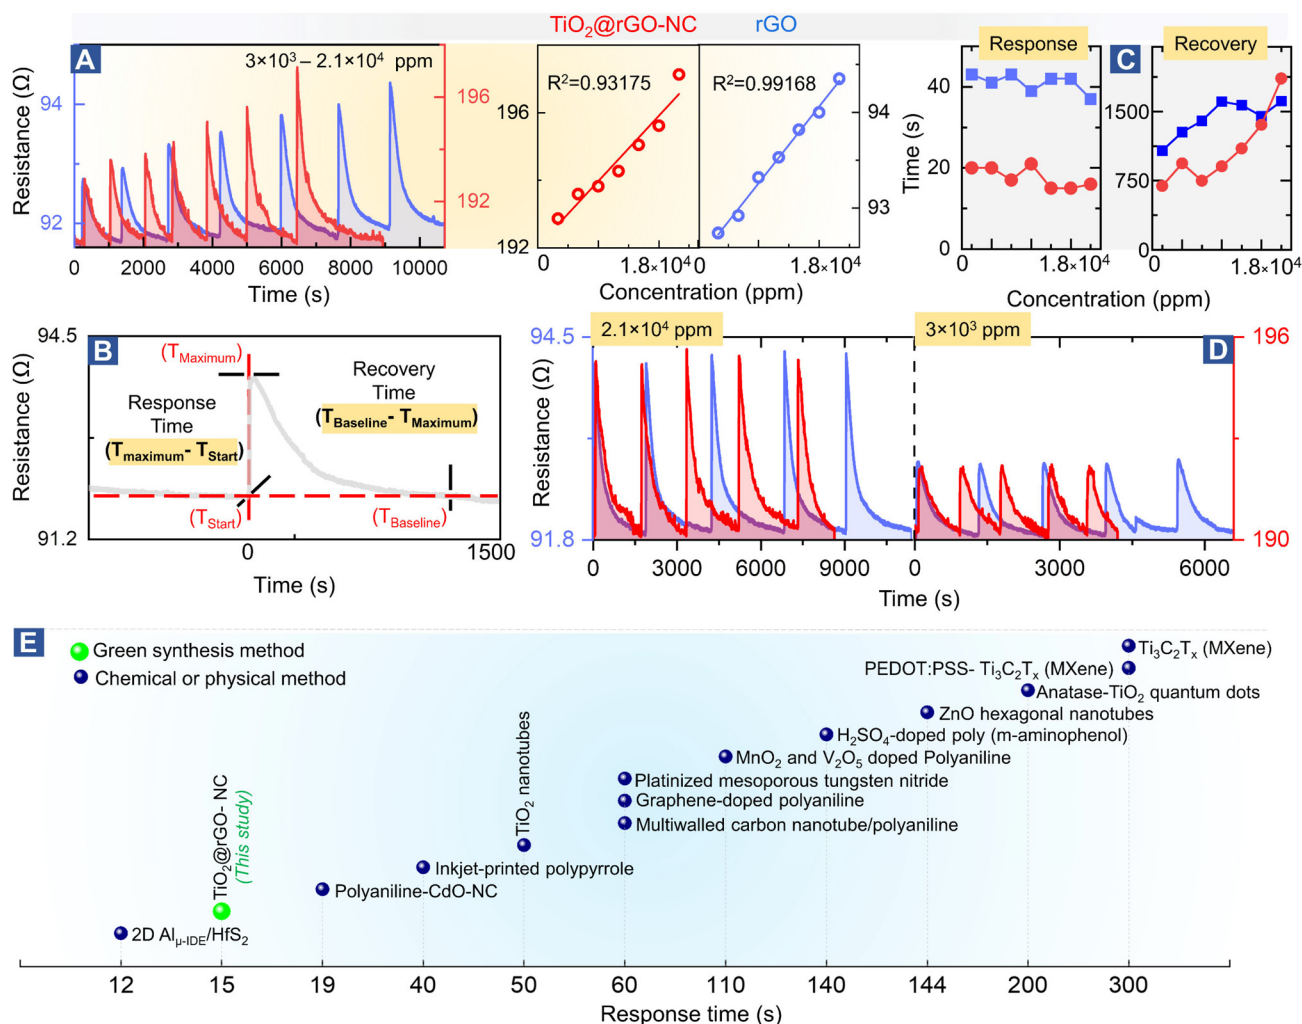 TiO₂@rGO-NC rGO
A
3×10³ – 2.1×10⁴ ppm
Resistance (Ω)
94
92
196
192
0 2000 4000 6000 8000 10000
Time (s)
R²=0.93175
196
192
0 1.8×10⁴
R²=0.99168
94
93
0 1.8×10⁴
Concentration (ppm)
C
Response
Recovery
Time (s)
40
20
0
1500
750
0
0 1.8×10⁴
0 1.8×10⁴
Concentration (ppm)
B
94.5
91.2
Resistance (Ω)
(TMaximum)
Response
Time
(Tmaximum- TStart)
Recovery
Time
(TBaseline- TMaximum)
(TStart)
(TBaseline)
0 1500
Time (s)
D
2.1×10⁴ ppm
3×10³ ppm
94.5
91.8
Resistance (Ω)
196
190
0 3000 6000 9000 0 3000 6000
Time (s)
E
Green synthesis method
Chemical or physical method
2D Alμ-IDE/HfS₂
TiO₂@rGO- NC
(This study)
Polyaniline-CdO-NC
Inkjet-printed polypyrrole
TiO₂ nanotubes
Multiwalled carbon nanotube/polyaniline
Graphene-doped polyaniline
Platinized mesoporous tungsten nitride
MnO₂ and V₂O₅ doped Polyaniline
H₂SO₄-doped poly (m-aminophenol)
ZnO hexagonal nanotubes
Anatase-TiO₂ quantum dots
PEDOT:PSS- Ti₃C₂Tₓ (MXene)
Ti₃C₂Tₓ (MXene)
12 15 19 40 50 60 110 140 144 200 300
Response time (s)